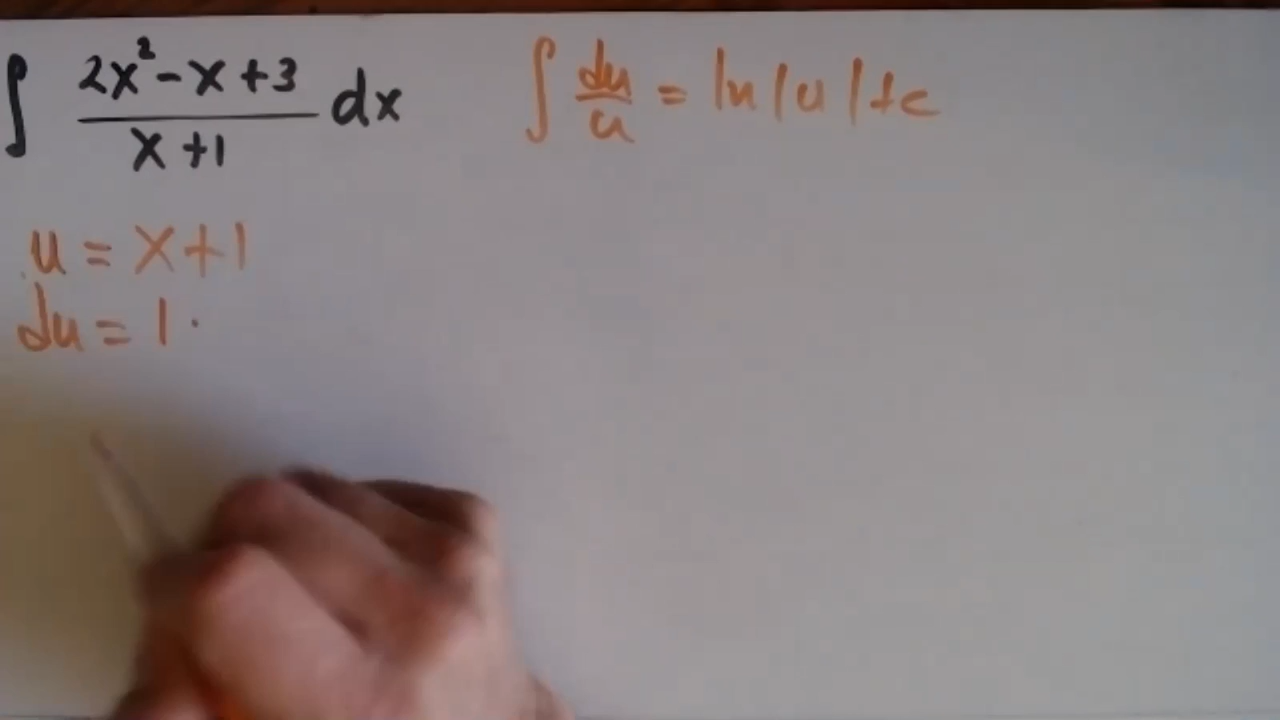 ∫ (2x² - x + 3)/(x + 1) dx
∫ du/u = ln |u| + c
u = x + 1
du = 1 ·